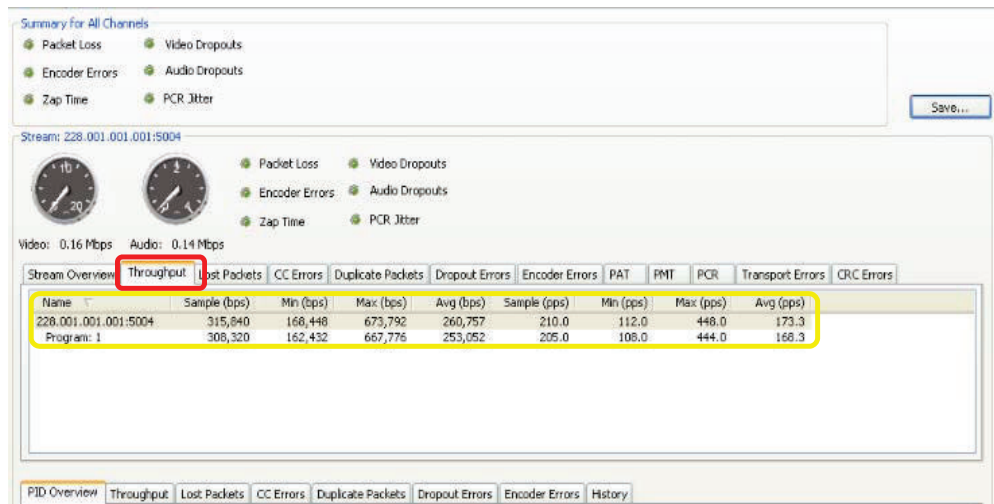 Summary for All Channels
Packet Loss Video Dropouts
Encoder Errors Audio Dropouts
Zap Time PCR Jitter
Save...
Stream: 228.001.001.001:5004
Packet Loss Video Dropouts
Encoder Errors Audio Dropouts
Zap Time PCR Jitter
Video: 0.16 Mbps Audio: 0.14 Mbps
Stream Overview Throughput Lost Packets CC Errors Duplicate Packets Dropout Errors Encoder Errors PAT PMT PCR Transport Errors CRC Errors
Name Sample (bps) Min (bps) Max (bps) Avg (bps) Sample (pps) Min (pps) Max (pps) Avg (pps)
228.001.001.001:5004 315,840 168,448 673,792 260,757 210.0 112.0 448.0 173.3
Program: 1 308,320 162,432 667,776 253,052 205.0 108.0 444.0 168.3
PID Overview Throughput Lost Packets CC Errors Duplicate Packets Dropout Errors Encoder Errors History